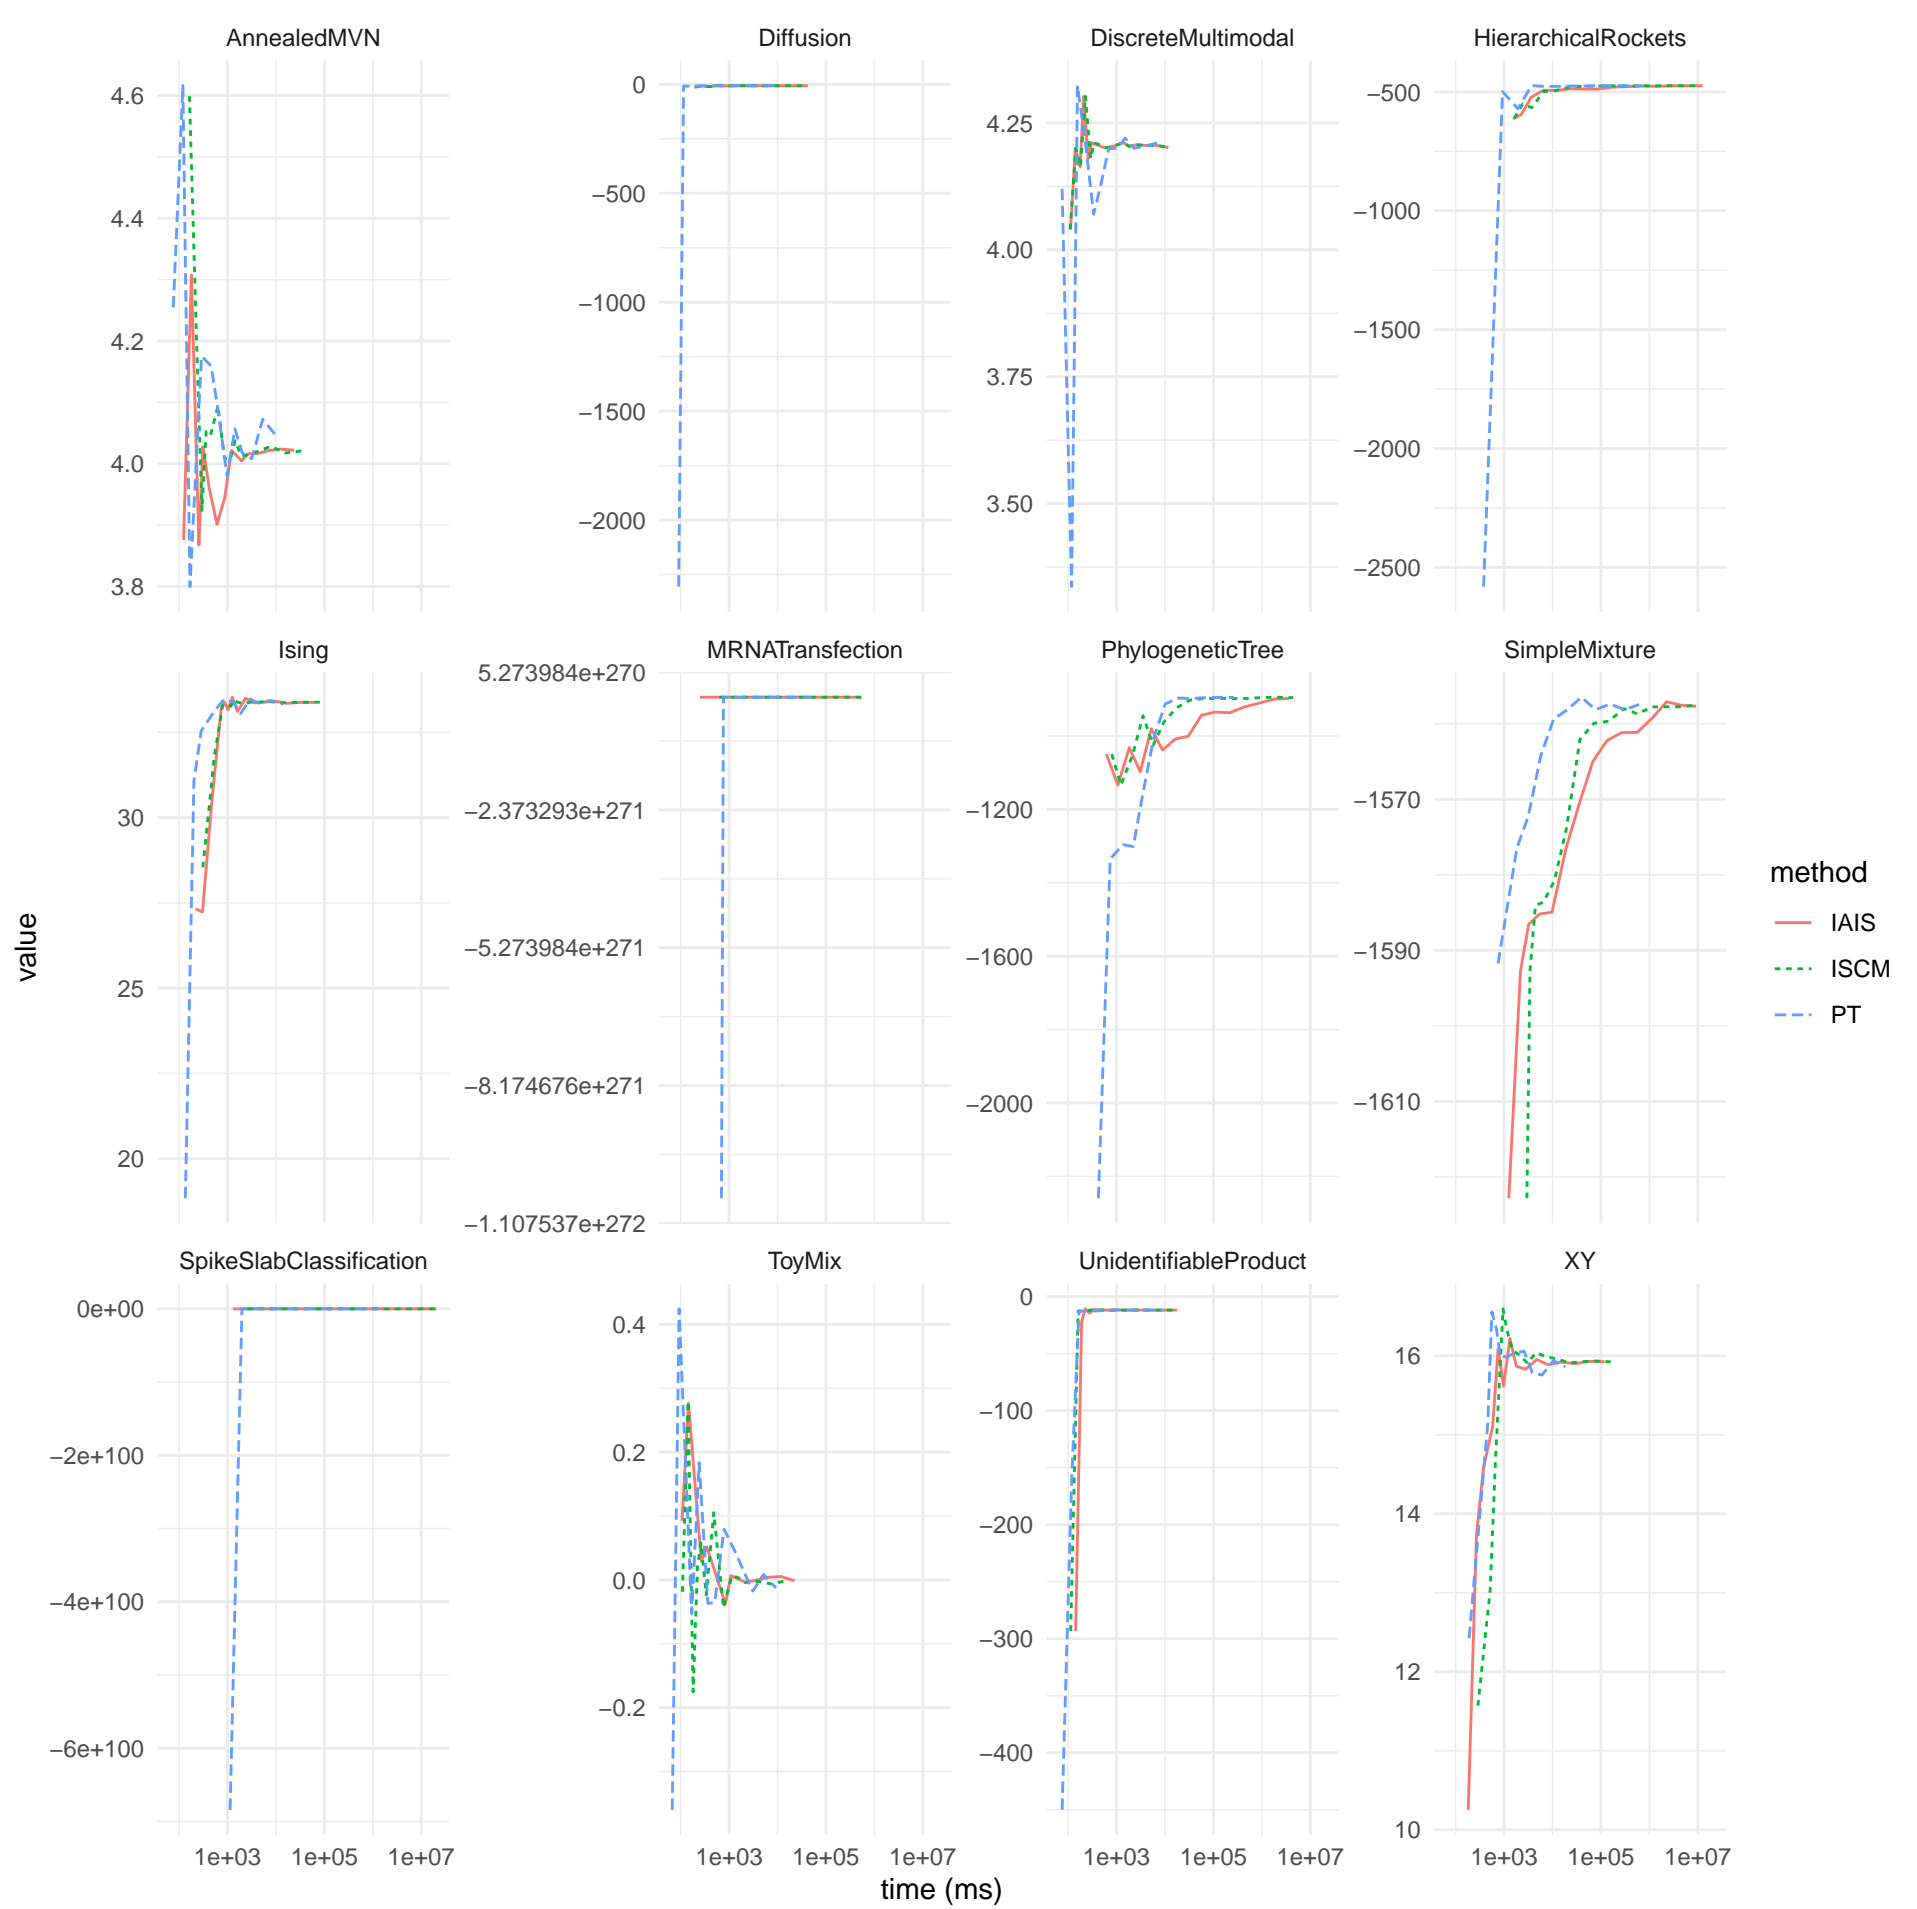 AnnealedMVN
Diffusion
DiscreteMultimodal
HierarchicalRockets
4.6
4.4
4.2
4.0
3.8
0
−500
−1000
−1500
−2000
4.25
4.00
3.75
3.50
−500
−1000
−1500
−2000
−2500
Ising
MRNATransfection
PhylogeneticTree
SimpleMixture
30
25
20
5.273984e+270
−2.373293e+271
−5.273984e+271
−8.174676e+271
−1.107537e+272
−1200
−1600
−2000
−1570
−1590
−1610
SpikeSlabClassification
ToyMix
UnidentifiableProduct
XY
0e+00
−2e+100
−4e+100
−6e+100
0.4
0.2
0.0
−0.2
0
−100
−200
−300
−400
16
14
12
10
1e+03 1e+05 1e+07
1e+03 1e+05 1e+07
1e+03 1e+05 1e+07
1e+03 1e+05 1e+07
time (ms)
value
method
IAIS
ISCM
PT